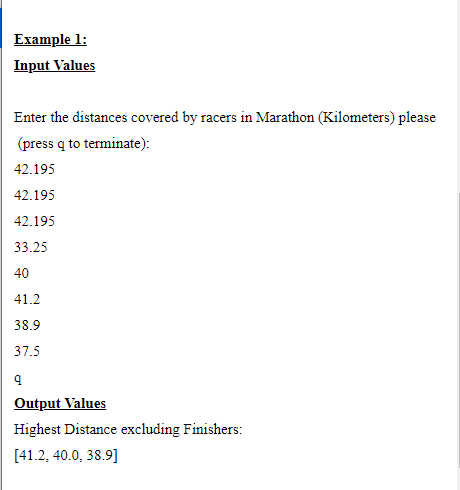 Example 1:
Input Values
Enter the distances covered by racers in Marathon (Kilometers) please
(press q to terminate):
42.195
42.195
42.195
33.25
40
41.2
38.9
37.5
q
Output Values
Highest Distance excluding Finishers:
[41.2, 40.0, 38.9]